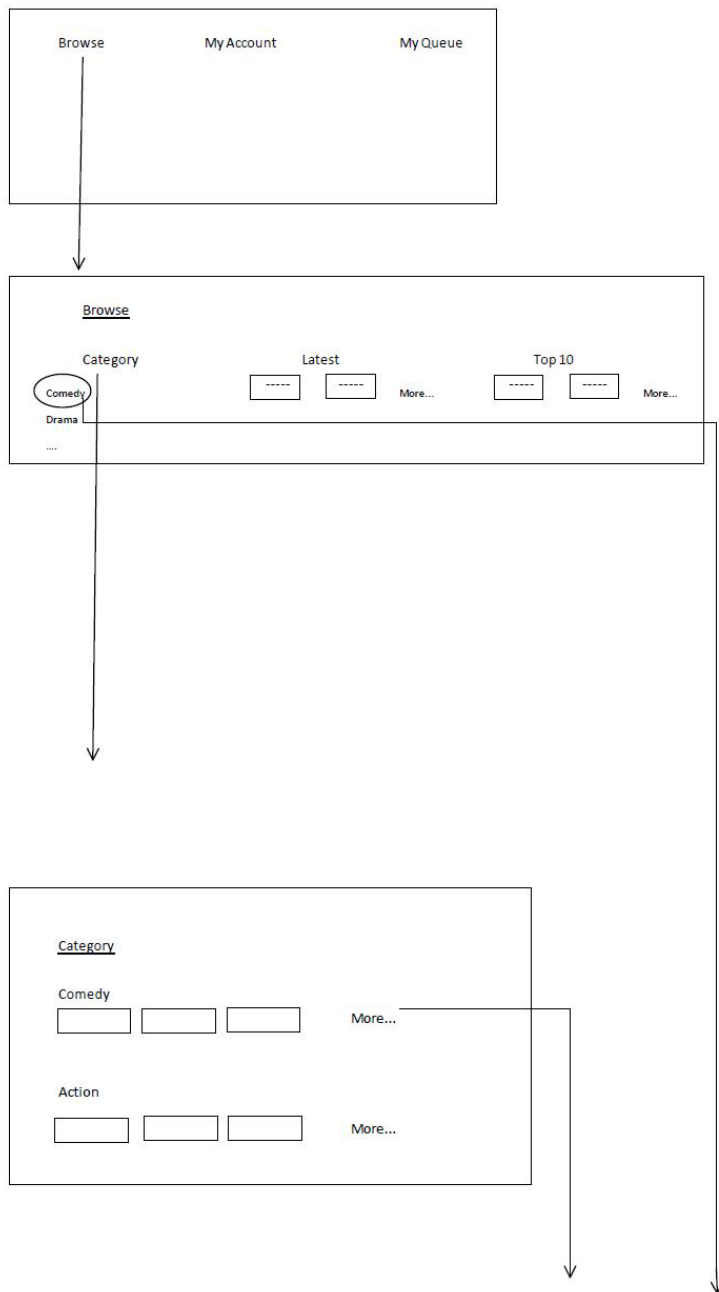 Browse My Account My Queue
Browse
Category Latest Top 10
Comedy ----- ----- More... ----- ----- More...
Drama
....
Category
Comedy
More...
Action
More...